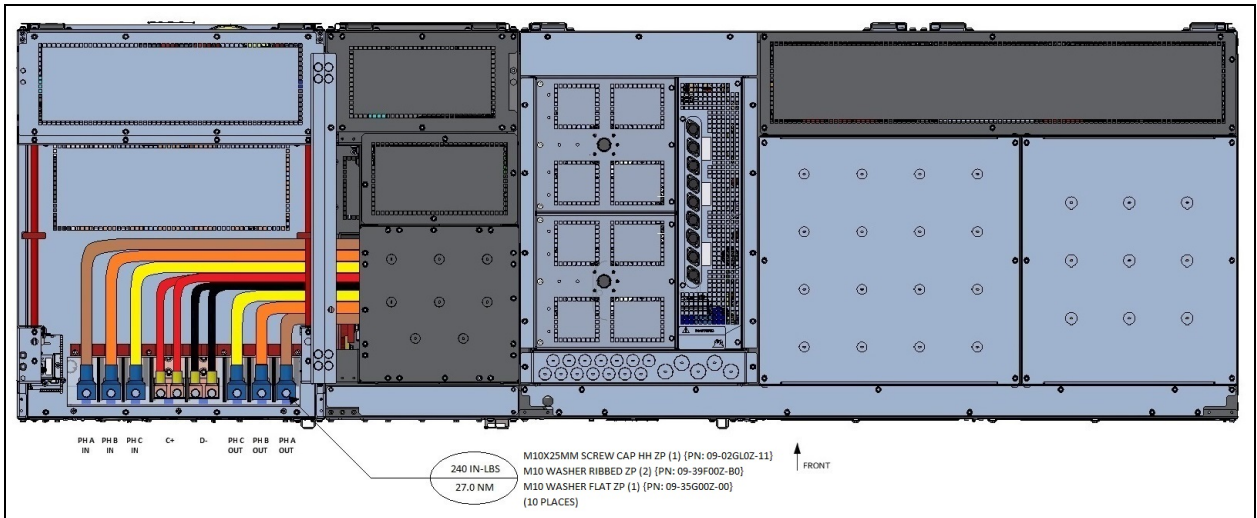 PH A PH B PH C C+ D- PH C PH B PH A
IN IN IN OUT OUT OUT
240 IN-LBS
27.0 NM
M10X25MM SCREW CAP HH ZP (1) {PN: 09-02GL0Z-11}
M10 WASHER RIBBED ZP (2) {PN: 09-39F00Z-B0}
M10 WASHER FLAT ZP (1) {PN: 09-35G00Z-00}
(10 PLACES)
FRONT